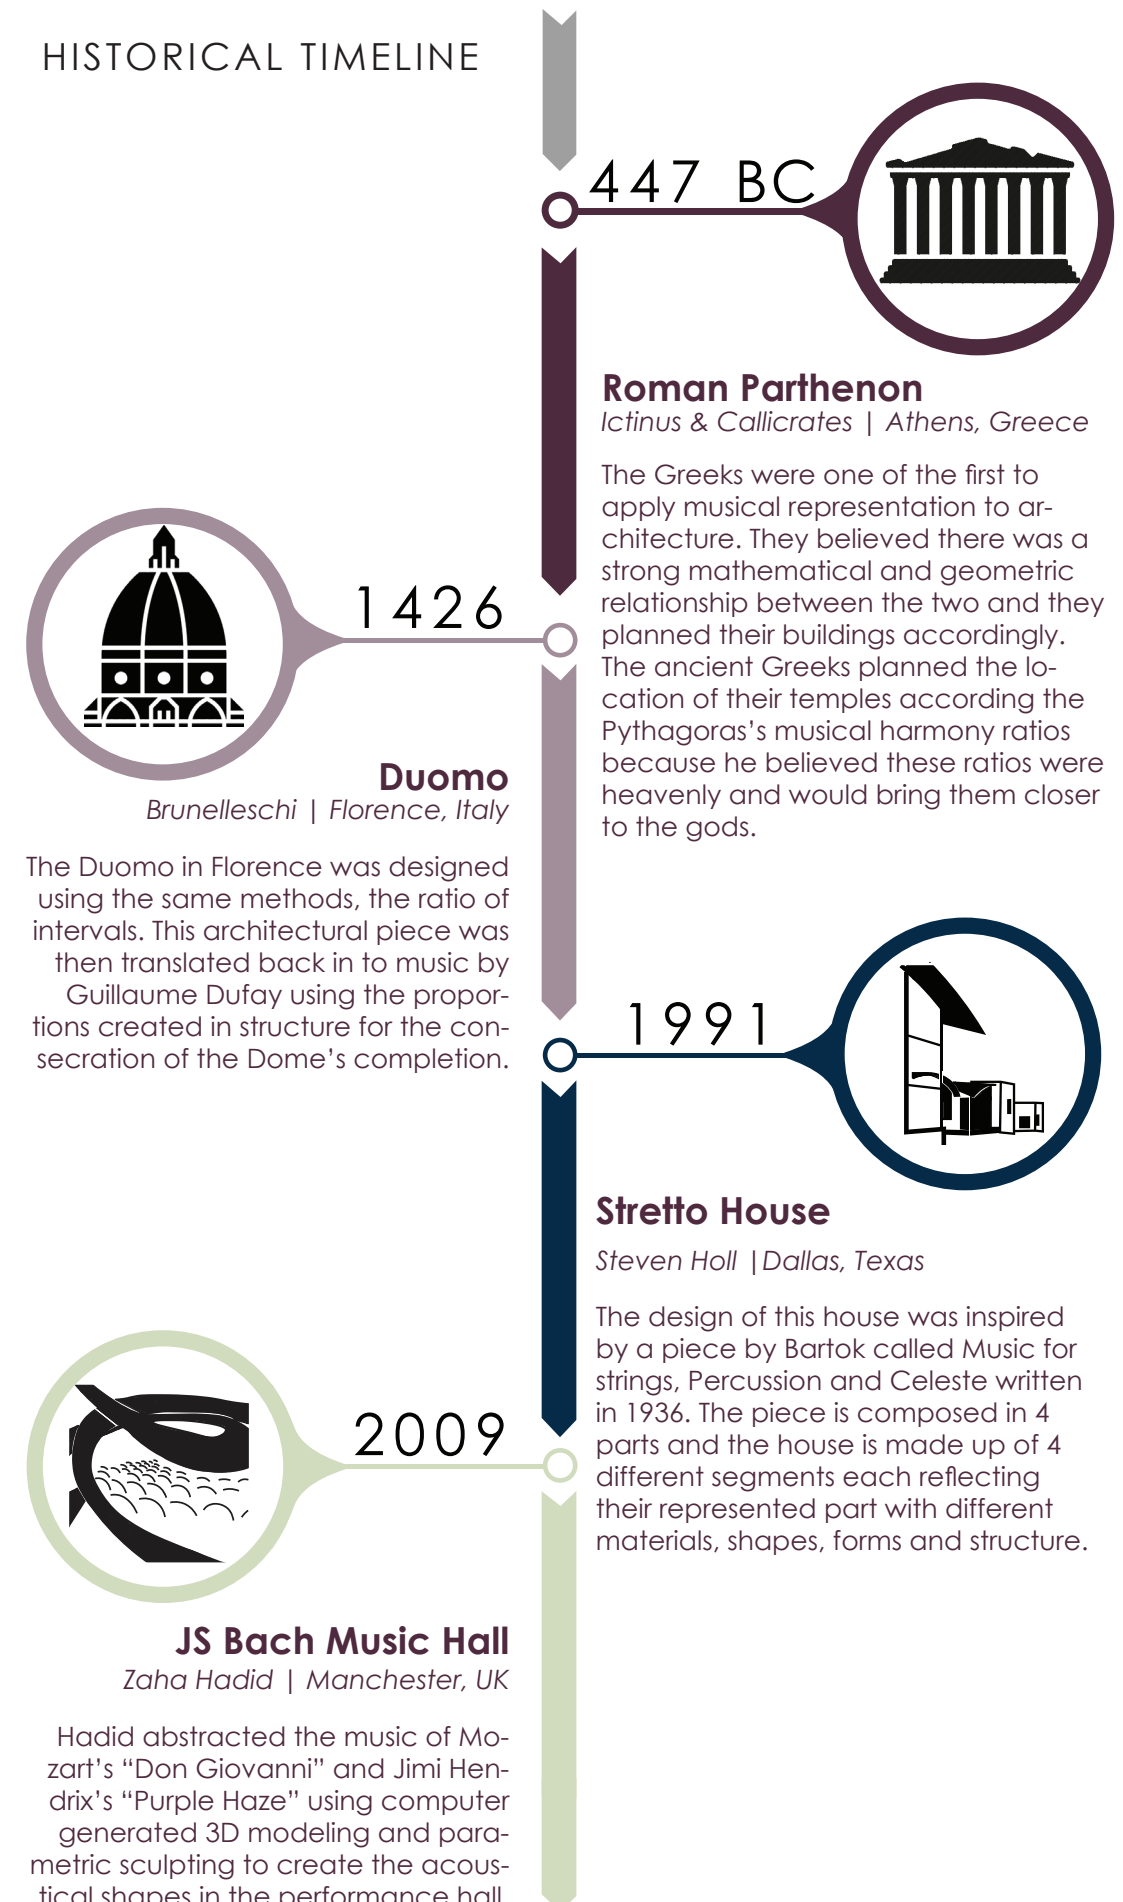 HISTORICAL TIMELINE
447 BC
Roman Parthenon
Ictinus & Callicrates | Athens, Greece
The Greeks were one of the first to
apply musical representation to ar-
chitecture. They believed there was a
strong mathematical and geometric
relationship between the two and they
planned their buildings accordingly.
The ancient Greeks planned the lo-
cation of their temples according the
Pythagoras's musical harmony ratios
because he believed these ratios were
heavenly and would bring them closer
to the gods.
1426
Duomo
Brunelleschi | Florence, Italy
The Duomo in Florence was designed
using the same methods, the ratio of
intervals. This architectural piece was
then translated back in to music by
Guillaume Dufay using the propor-
tions created in structure for the con-
secration of the Dome's completion.
1991
Stretto House
Steven Holl |Dallas, Texas
The design of this house was inspired
by a piece by Bartok called Music for
strings, Percussion and Celeste written
in 1936. The piece is composed in 4
parts and the house is made up of 4
different segments each reflecting
their represented part with different
materials, shapes, forms and structure.
2009
JS Bach Music Hall
Zaha Hadid | Manchester, UK
Hadid abstracted the music of Mo-
zart's “Don Giovanni” and Jimi Hen-
drix's “Purple Haze” using computer
generated 3D modeling and para-
metric sculpting to create the acous-
tical shapes in the performance hall.